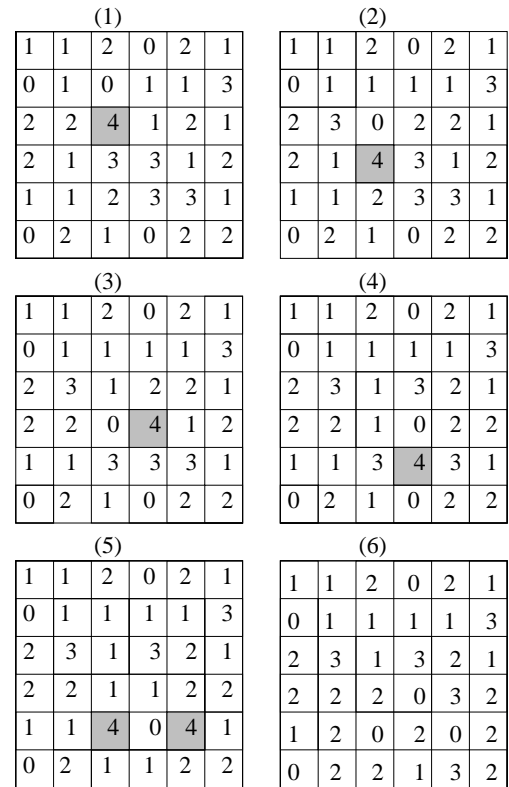 (1) (2)
1 1 2 0 2 1 1 1 2 0 2 1
0 1 0 1 1 3 0 1 1 1 1 3
2 2 4 1 2 1 2 3 0 2 2 1
2 1 3 3 1 2 2 1 4 3 1 2
1 1 2 3 3 1 1 1 2 3 3 1
0 2 1 0 2 2 0 2 1 0 2 2
(3) (4)
1 1 2 0 2 1 1 1 2 0 2 1
0 1 1 1 1 3 0 1 1 1 1 3
2 3 1 2 2 1 2 3 1 3 2 1
2 2 0 4 1 2 2 2 1 0 2 2
1 1 3 3 3 1 1 1 3 4 3 1
0 2 1 0 2 2 0 2 1 0 2 2
(5) (6)
1 1 2 0 2 1 1 1 2 0 2 1
0 1 1 1 1 3 0 1 1 1 1 3
2 3 1 3 2 1 2 3 1 3 2 1
2 2 1 1 2 2 2 2 2 0 3 2
1 1 4 0 4 1 1 2 0 2 0 2
0 2 1 1 2 2 0 2 2 1 3 2